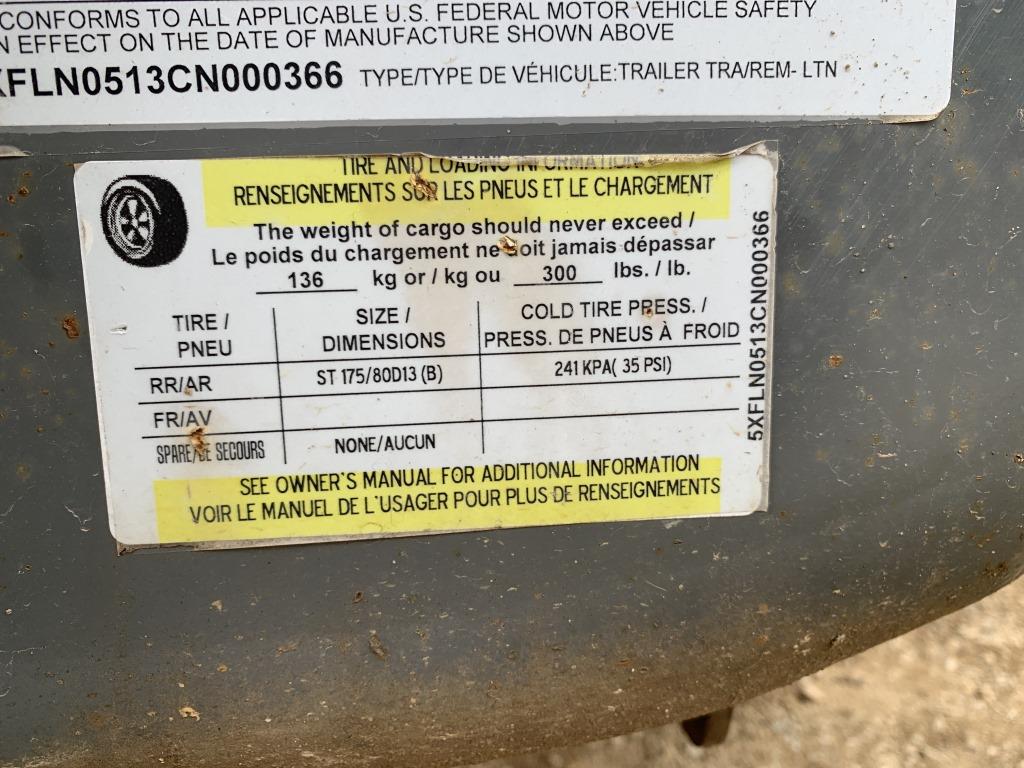 CONFORMS TO ALL APPLICABLE U.S. FEDERAL MOTOR VEHICLE SAFETY
EFFECT ON THE DATE OF MANUFACTURE SHOWN ABOVE
XFLN0513CN000366 TYPE/TYPE DE VÉHICULE:TRAILER TRA/REM- LTN
TIRE AND LOADING INFORMATION
RENSEIGNEMENTS SUR LES PNEUS ET LE CHARGEMENT
The weight of cargo should never exceed /
Le poids du chargement ne doit jamais dépassar
136 kg or / kg ou 300 lbs. / lb.
TIRE / PNEU
SIZE / DIMENSIONS
COLD TIRE PRESS. / PRESS. DE PNEUS À FROID
RR/AR ST 175/80D13 (B) 241 KPA( 35 PSI)
FR/AV
SPARE/DE SECOURS NONE/AUCUN
SEE OWNER'S MANUAL FOR ADDITIONAL INFORMATION
VOIR LE MANUEL DE L'USAGER POUR PLUS DE RENSEIGNEMENTS
5XFLN0513CN000366